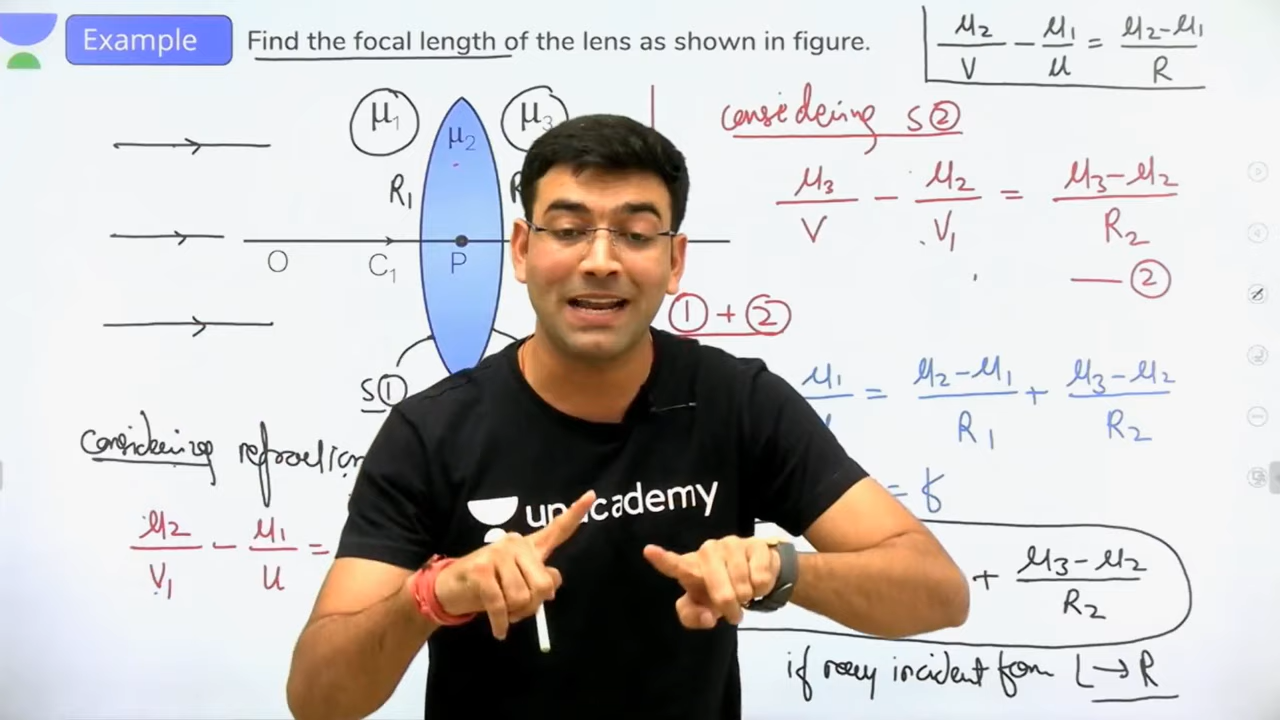 Example
Find the focal length of the lens as shown in figure.
μ2/V - μ1/u = μ2-μ1/R
μ1
μ2
μ3
R1
O
C1
P
S①
considering S②
μ3/V - μ2/V1 = μ3-μ2/R2
— ②
① + ②
μ1 = μ2-μ1/R1 + μ3-μ2/R2
= f
+ μ3-μ2/R2
if ray incident from L → R
considering refraction
μ2/V1 - μ1/u =
unacademy